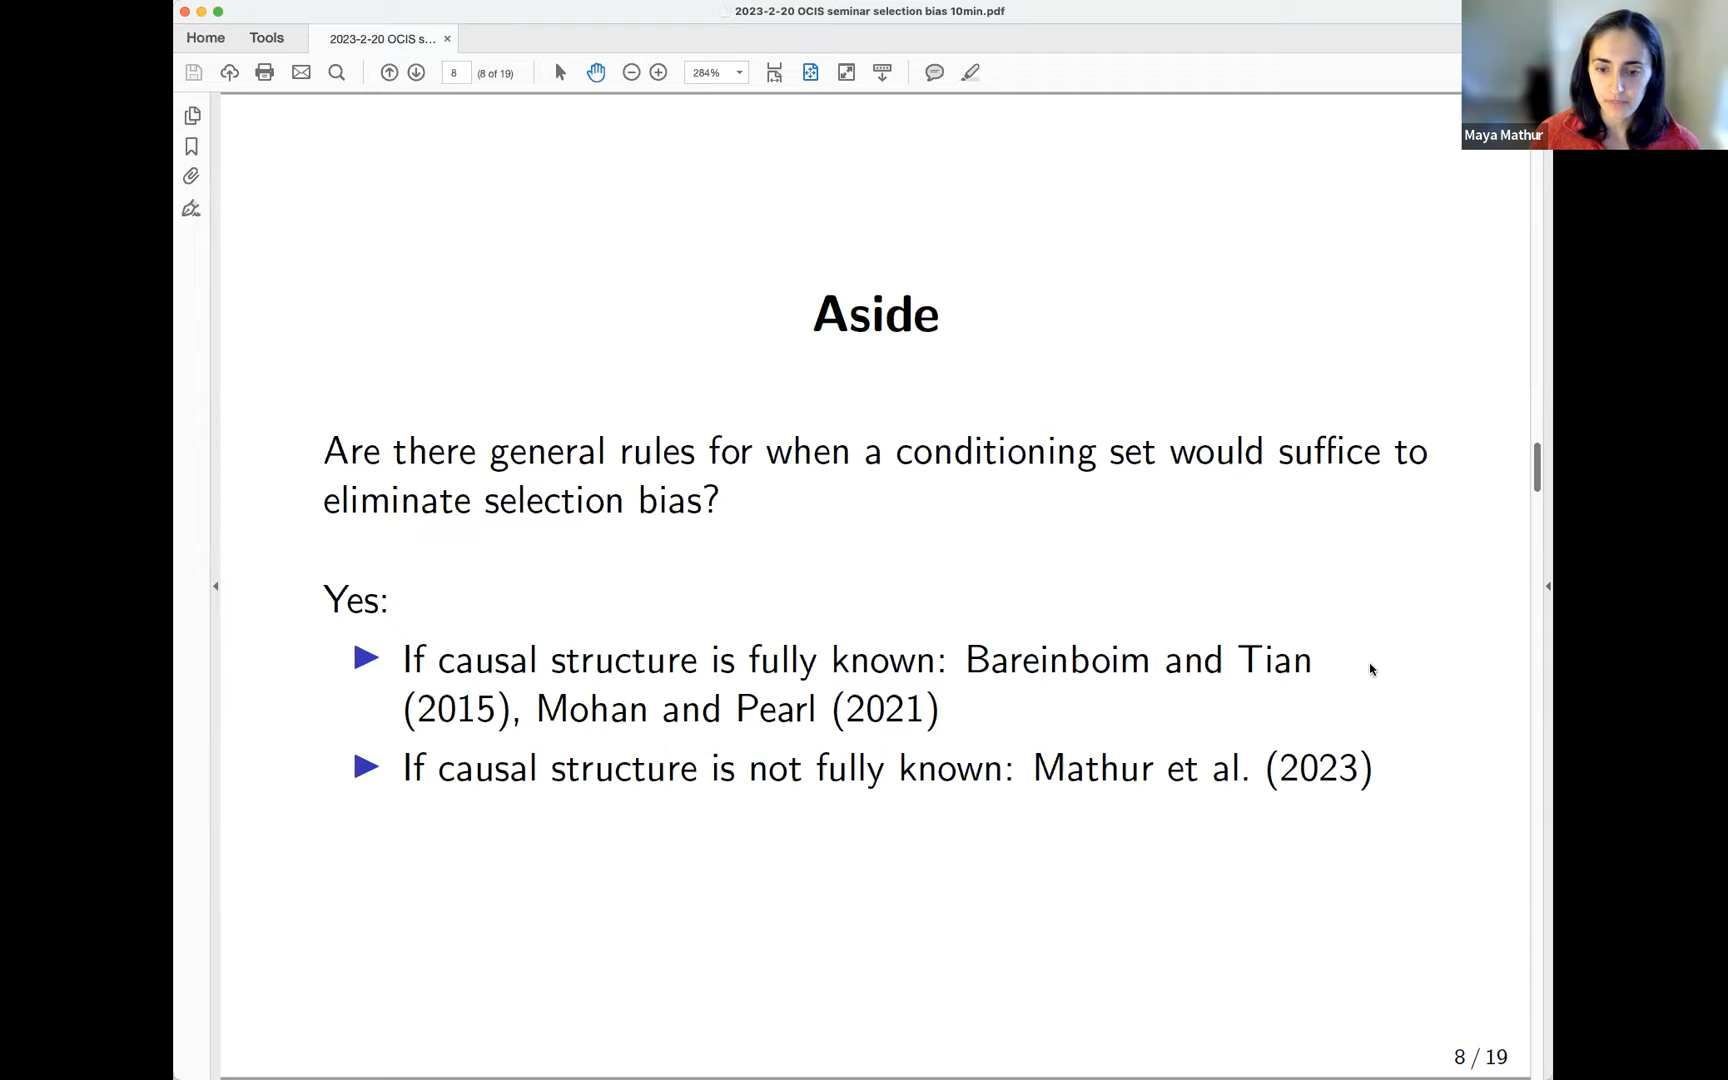 2023-2-20 OCIS seminar selection bias 10min.pdf
Home Tools 2023-2-20 OCIS s... ×
8 (8 of 19) 284%
Maya Mathur
Aside
Are there general rules for when a conditioning set would suffice to
eliminate selection bias?
Yes:
If causal structure is fully known: Bareinboim and Tian
(2015), Mohan and Pearl (2021)
If causal structure is not fully known: Mathur et al. (2023)
8 / 19